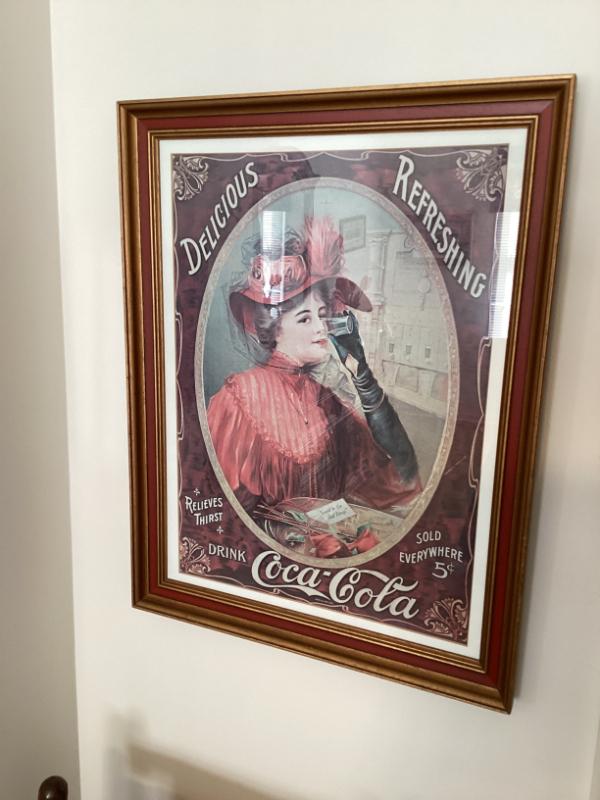 DELICIOUS
REFRESHING
RELIEVES
THIRST
DRINK
Coca-Cola
SOLD
EVERYWHERE
5¢